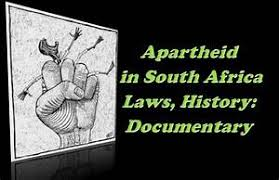 Apartheid
in South Africa
Laws, History:
Documentary